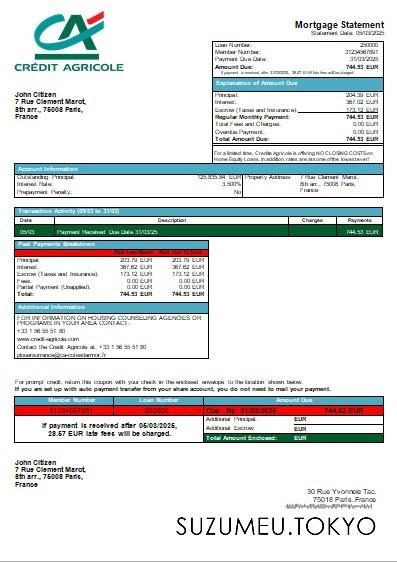 CRÉDIT AGRICOLE
Mortgage Statement
Statement Date: 05/03/2025
Loan Number: 250000
Member Number: 31234567891
Payment Due Date: 31/03/2025
Amount Due: 744.53 EUR
If payment is received after 31/03/2025, 28.57 EUR late fees will be charged.
John Citizen
7 Rue Clement Marot,
8th arr., 75008 Paris,
France
Explanation of Amount Due
Principal: 204.39 EUR
Interest: 367.02 EUR
Escrow (Taxes and Insurance): 173.12 EUR
Regular Monthly Payment: 744.53 EUR
Total Fees and Charges: 0.00 EUR
Overdue Payment: 0.00 EUR
Total Amount Due: 744.53 EUR
For a limited time, Credite Agricole is offering NO CLOSING COSTS on
Home Equity Loans. In addition, rates are at some of the lowest ever!
Account Information
Outstanding Principal: 125,835.84 EUR Property Address: 7 Rue Clement Marot,
Interest Rate: 3.500% 8th arr., 75008 Paris,
Prepayment Penalty: No France
Transaction Activity (05/03 to 31/03)
Date Description Charges Payments
05/03 Payment Received Due Date 31/03/25 744.53 EUR
Past Payments Breakdown
Paid Last Month Paid Year To Date
Principal: 203.79 EUR 203.79 EUR
Interest: 367.62 EUR 367.62 EUR
Escrow (Taxes and Insurance): 173.12 EUR 173.12 EUR
Fees: 0.00 EUR 0.00 EUR
Partial Payment (Unapplied): 0.00 EUR 0.00 EUR
Total: 744.53 EUR 744.53 EUR
Additional Information
FOR INFORMATION ON HOUSING COUNSELING AGENCIES OR
PROGRAMS IN YOUR AREA CONTACT:
+33 1 56 55 51 80
www.credit-agricole.com
Contact the Credit Agricole at, +33 1 56 55 51 80
For prompt credit, return this coupon with your check in the enclosed envelope to the location shown below.
If you are set up with auto payment transfer from your share account, you do not need to mail your payment.
Member Number Loan Number Amount Due
31234567891 250000 Due By: 31/03/2025 744.53 EUR
If payment is received after 05/03/2025,
28.57 EUR late fees will be charged.
Additional Principal: EUR
Additional Escrow: EUR
Total Amount Enclosed: EUR
John Citizen
7 Rue Clement Marot,
8th arr., 75008 Paris,
France
30 Rue Yvonnele Tac.
75018 Paris. France
SUZUMEU.TOKYO